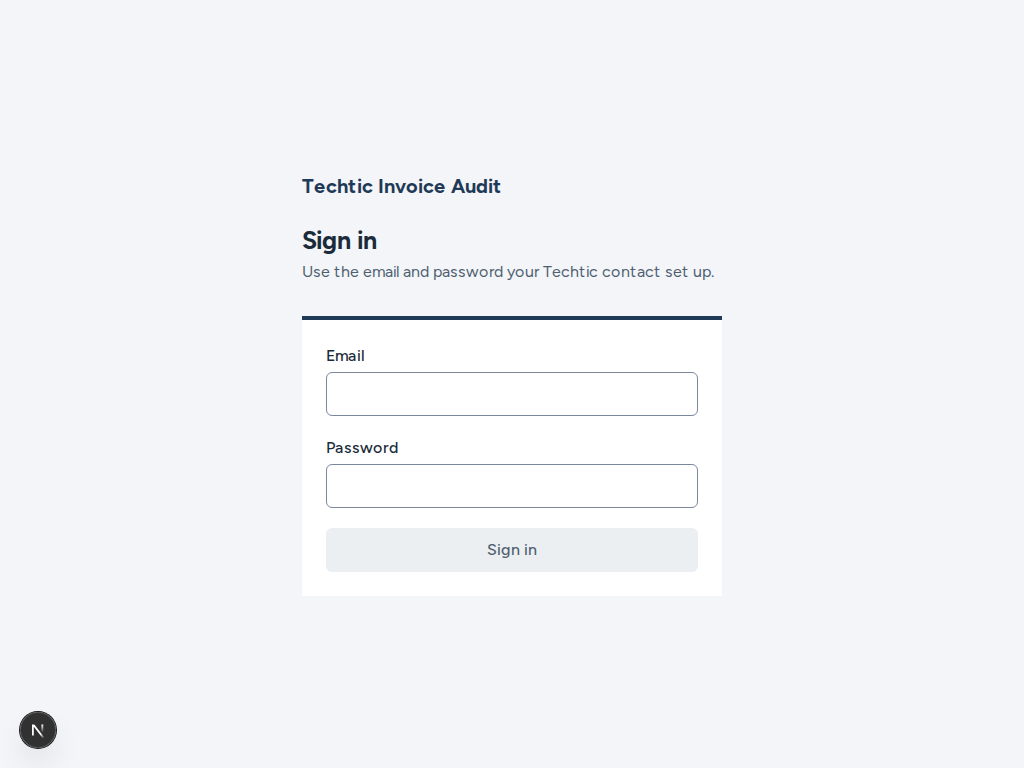 Techtic Invoice Audit
Sign in
Use the email and password your Techtic contact set up.
Email
Password
Sign in
N